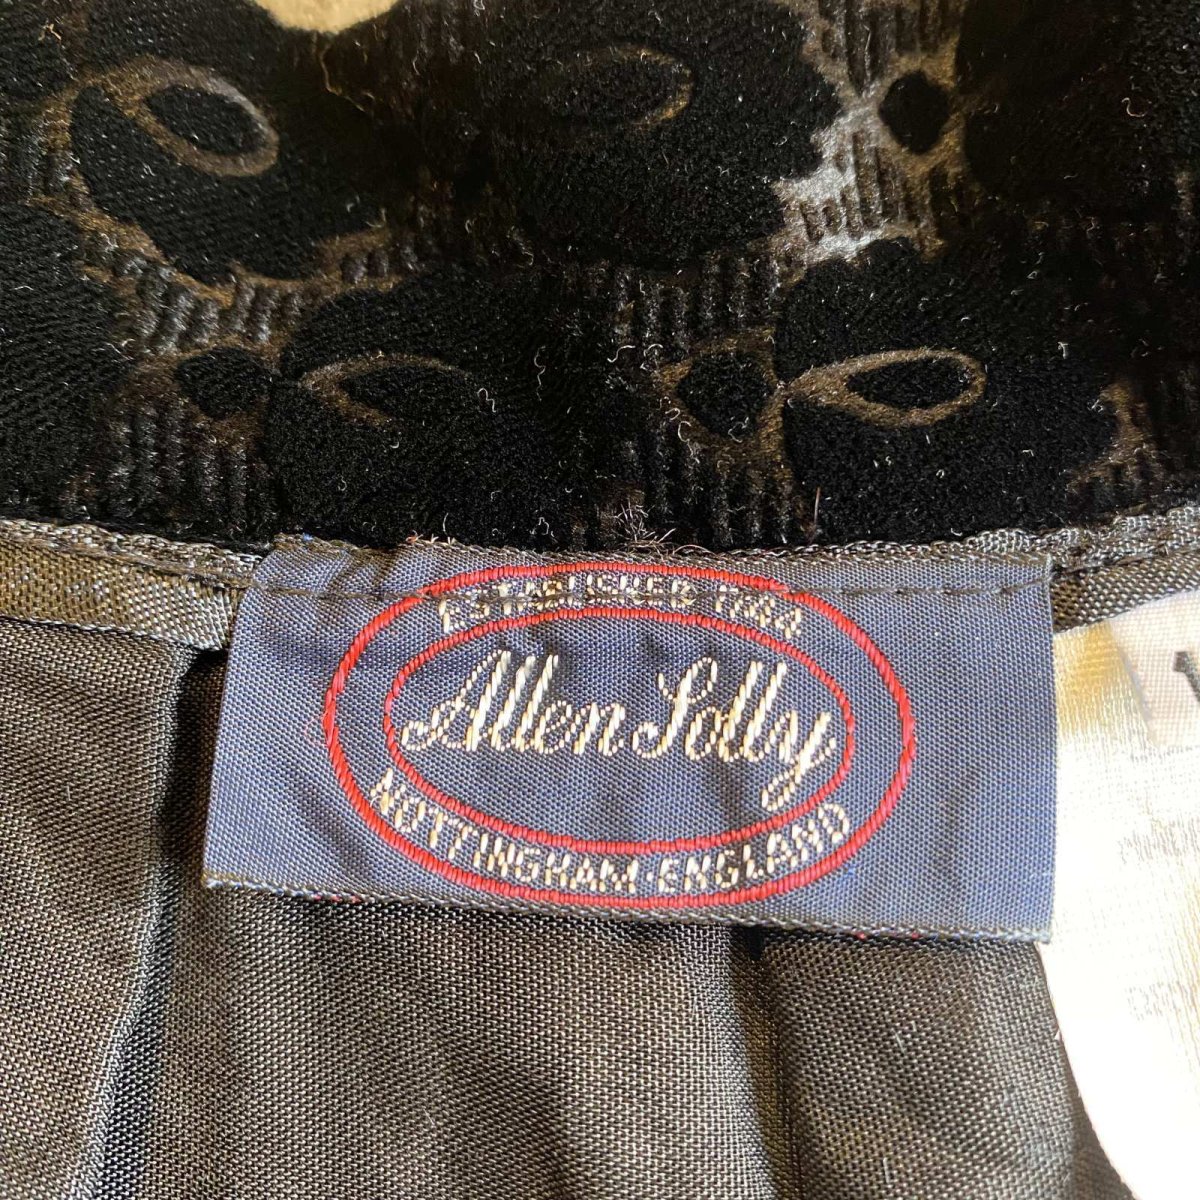 ESTABLISHED 1744
Allen Solly
NOTTINGHAM·ENGLAND